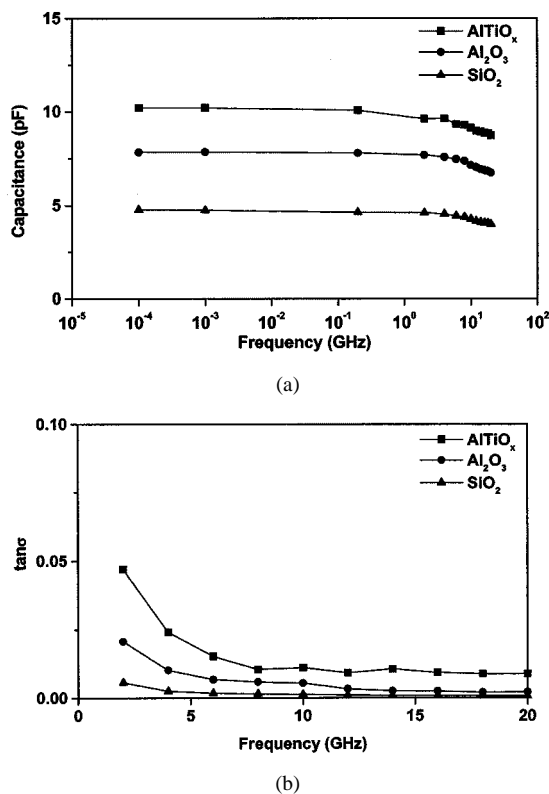 (a)
15
10
5
0
Capacitance (pF)
AlTiOₓ
Al₂O₃
SiO₂
10⁻⁵ 10⁻⁴ 10⁻³ 10⁻² 10⁻¹ 10⁰ 10¹ 10²
Frequency (GHz)
(a)
0.10
0.05
0.00
tanσ
AlTiOₓ
Al₂O₃
SiO₂
0 5 10 15 20
Frequency (GHz)
(b)